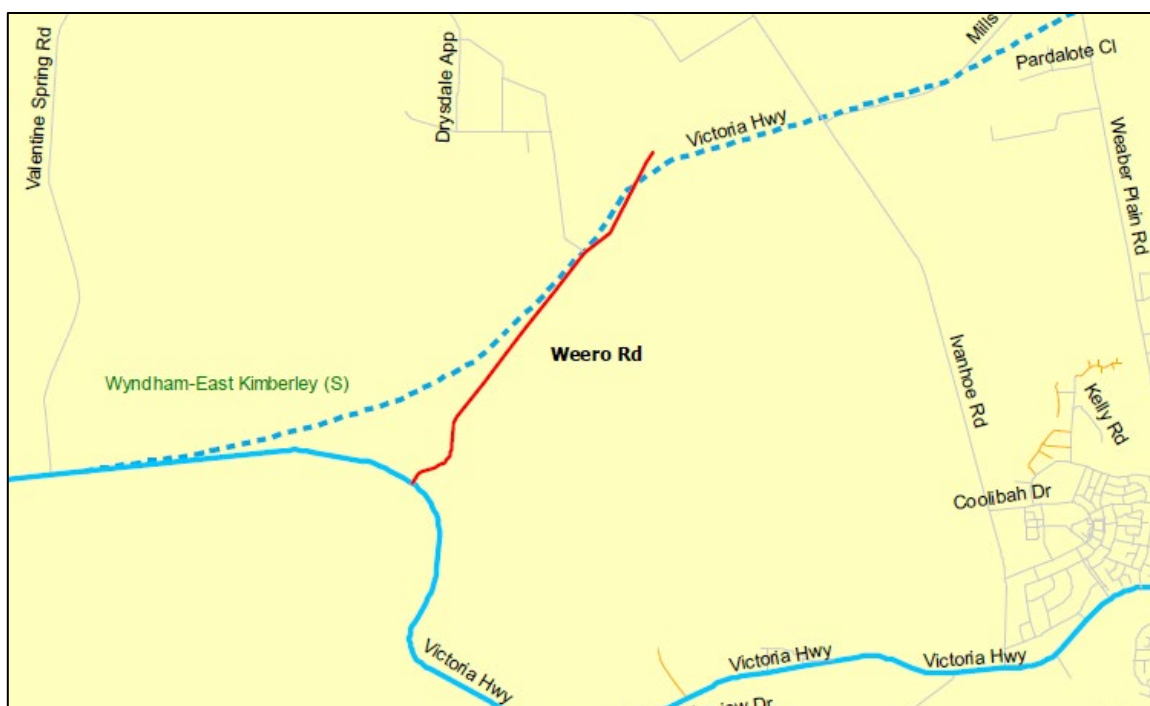 Valentine Spring Rd
Drysdale App
Mills
Pardalote Cl
Victoria Hwy
Weaber Plain Rd
Weero Rd
Wyndham-East Kimberley (S)
Ivanhoe Rd
Kelly Rd
Coolibah Dr
Victoria Hwy
Victoria Hwy
Victoria Hwy
Dr